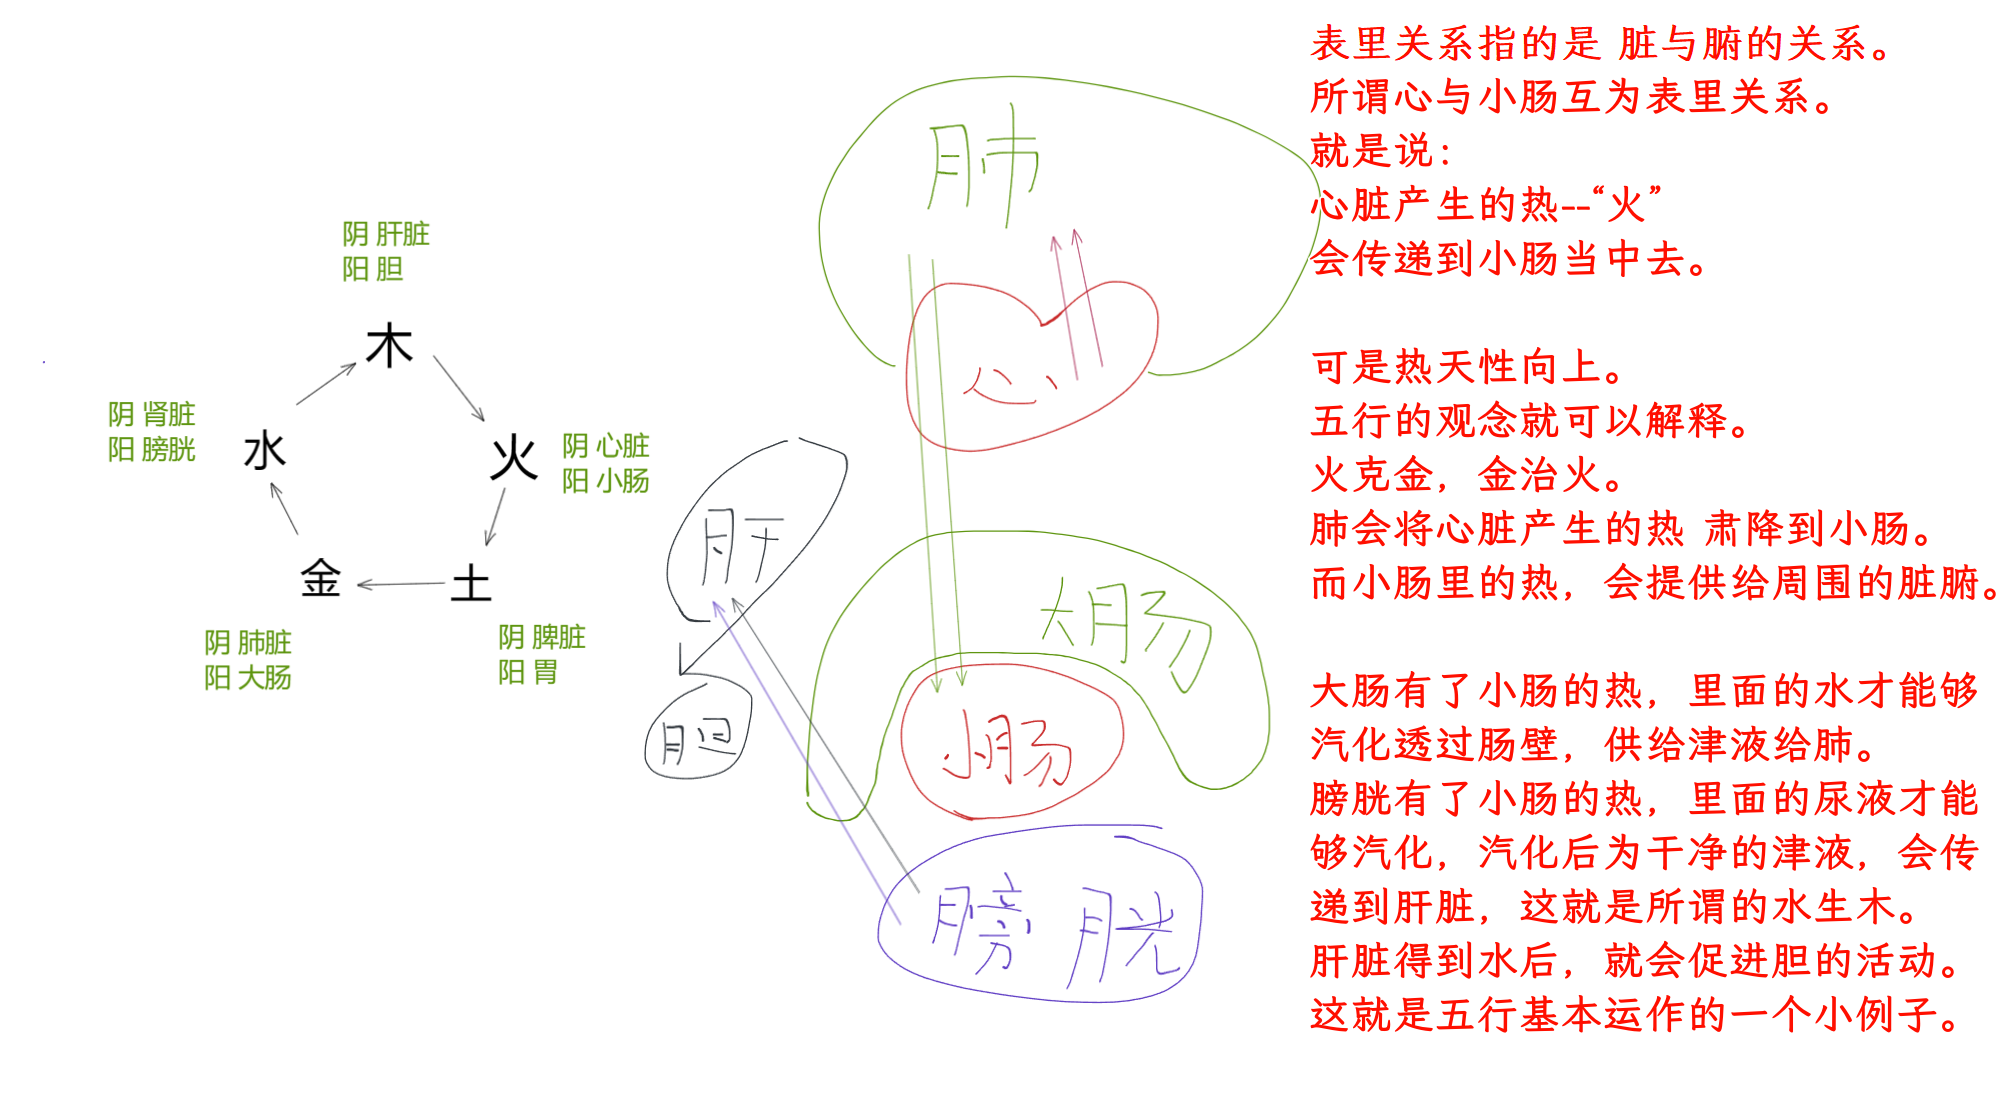 阴 肝脏
阳 胆
木
阴 肾脏
阳 膀胱
水
火
阴 心脏
阳 小肠
金
土
阴 肺脏
阳 大肠
阴 脾脏
阳 胃
肺
心
肝
胆
大肠
小肠
膀胱
表里关系指的是 脏与腑的关系。
所谓心与小肠互为表里关系。
就是说：
心脏产生的热--“火”
会传递到小肠当中去。
可是热天性向上。
五行的观念就可以解释。
火克金，金治火。
肺会将心脏产生的热 肃降到小肠。
而小肠里的热，会提供给周围的脏腑。
大肠有了小肠的热，里面的水才能够
汽化透过肠壁，供给津液给肺。
膀胱有了小肠的热，里面的尿液才能
够汽化，汽化后为干净的津液，会传
递到肝脏，这就是所谓的水生木。
肝脏得到水后，就会促进胆的活动。
这就是五行基本运作的一个小例子。